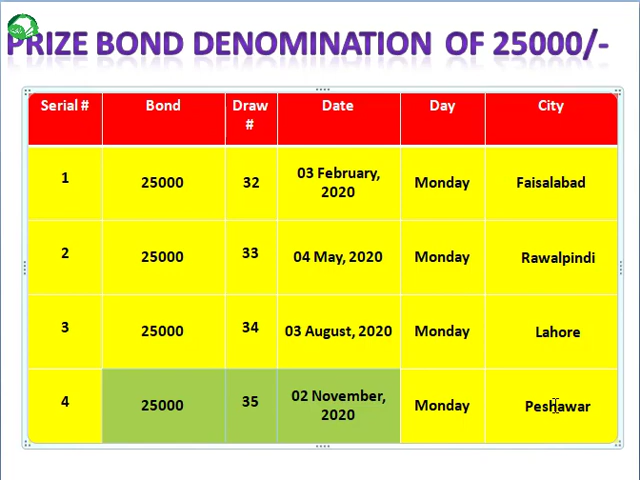 PRIZE BOND DENOMINATION OF 25000/-
Serial # Bond Draw # Date Day City
1 25000 32 03 February, 2020 Monday Faisalabad
2 25000 33 04 May, 2020 Monday Rawalpindi
3 25000 34 03 August, 2020 Monday Lahore
4 25000 35 02 November, 2020 Monday Peshawar